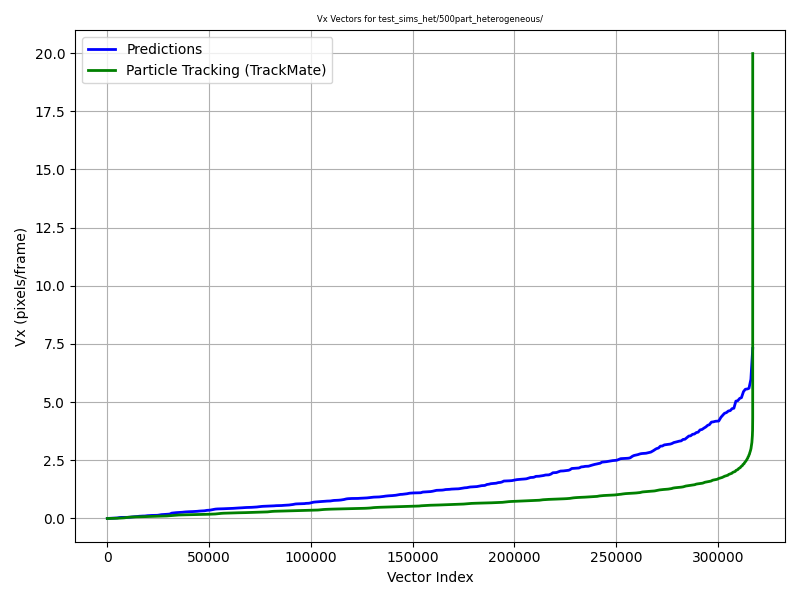 Vx Vectors for test_sims_het/500part_heterogeneous/
Predictions
Particle Tracking (TrackMate)
20.0
17.5
15.0
12.5
10.0
7.5
5.0
2.5
0.0
Vx (pixels/frame)
0 50000 100000 150000 200000 250000 300000
Vector Index